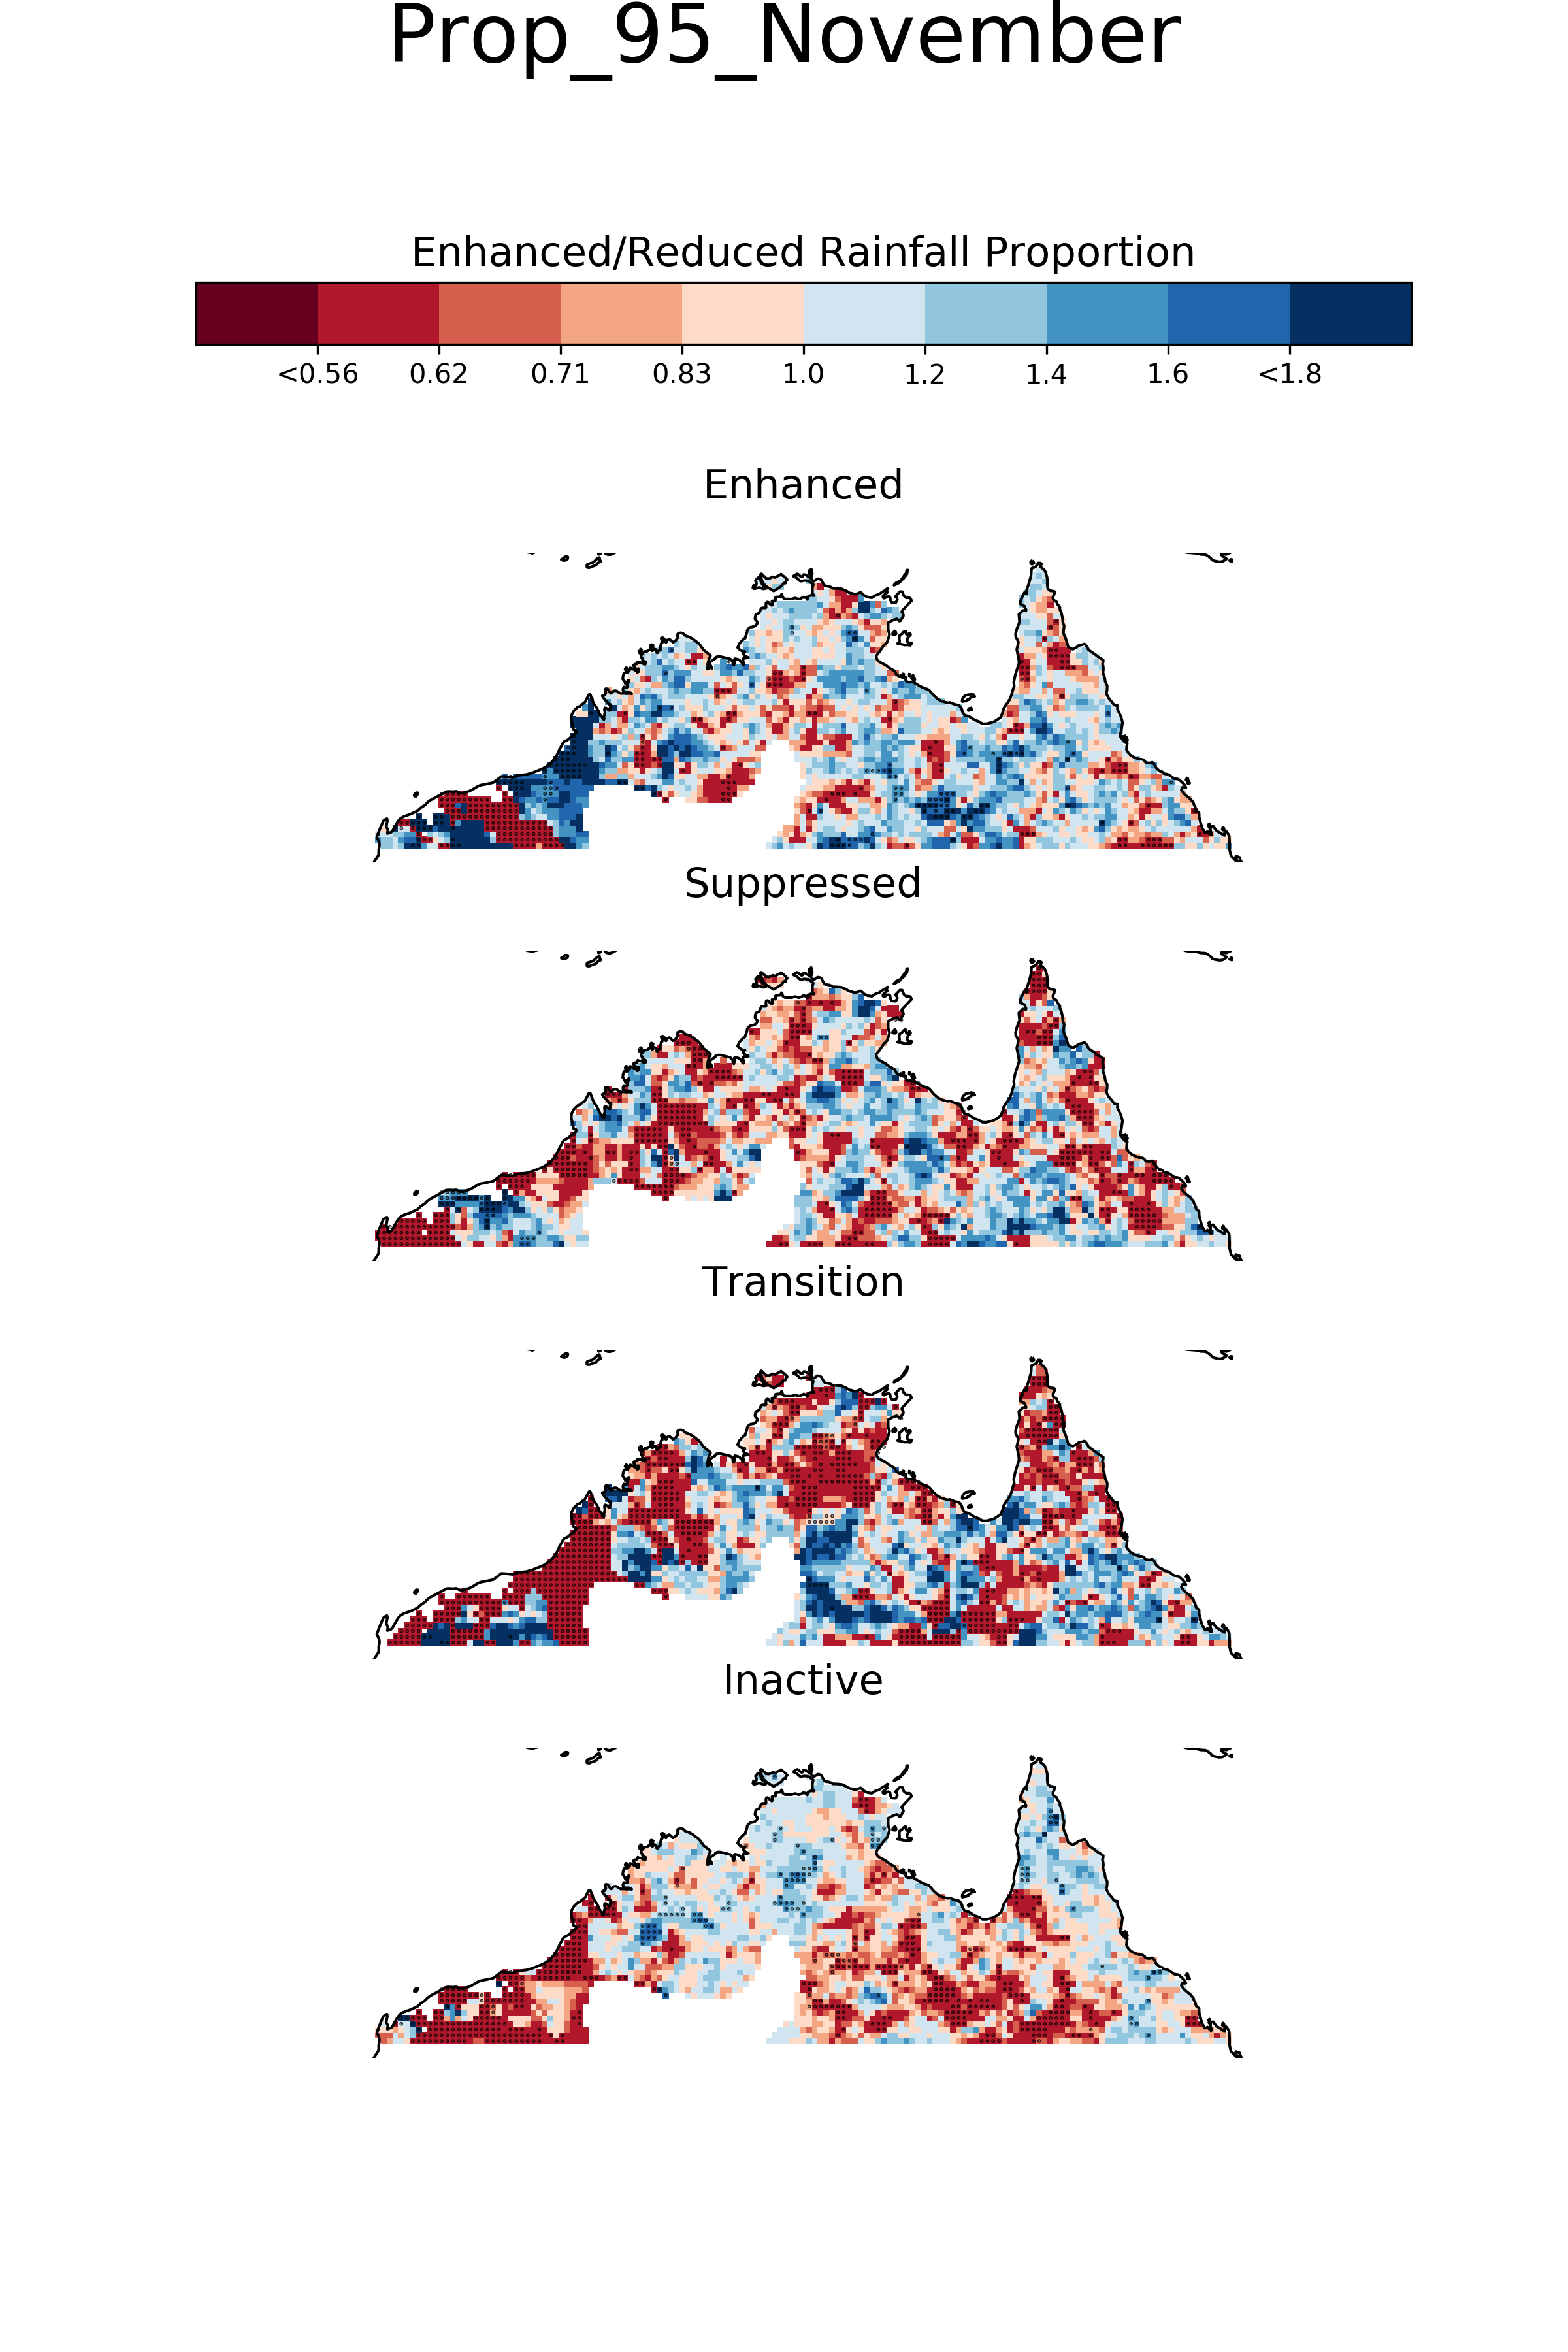 Prop_95_November
Enhanced/Reduced Rainfall Proportion
<0.56 0.62 0.71 0.83 1.0 1.2 1.4 1.6 <1.8
Enhanced
Suppressed
Transition
Inactive